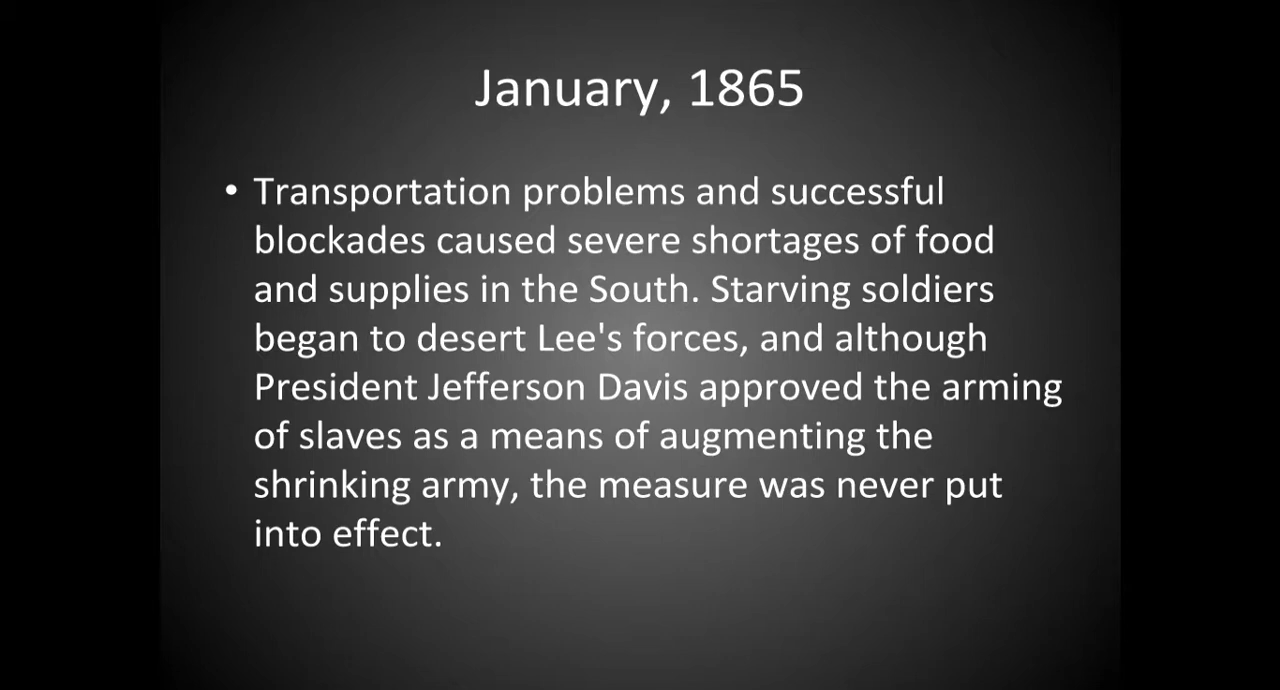 January, 1865
• Transportation problems and successful
blockades caused severe shortages of food
and supplies in the South. Starving soldiers
began to desert Lee's forces, and although
President Jefferson Davis approved the arming
of slaves as a means of augmenting the
shrinking army, the measure was never put
into effect.